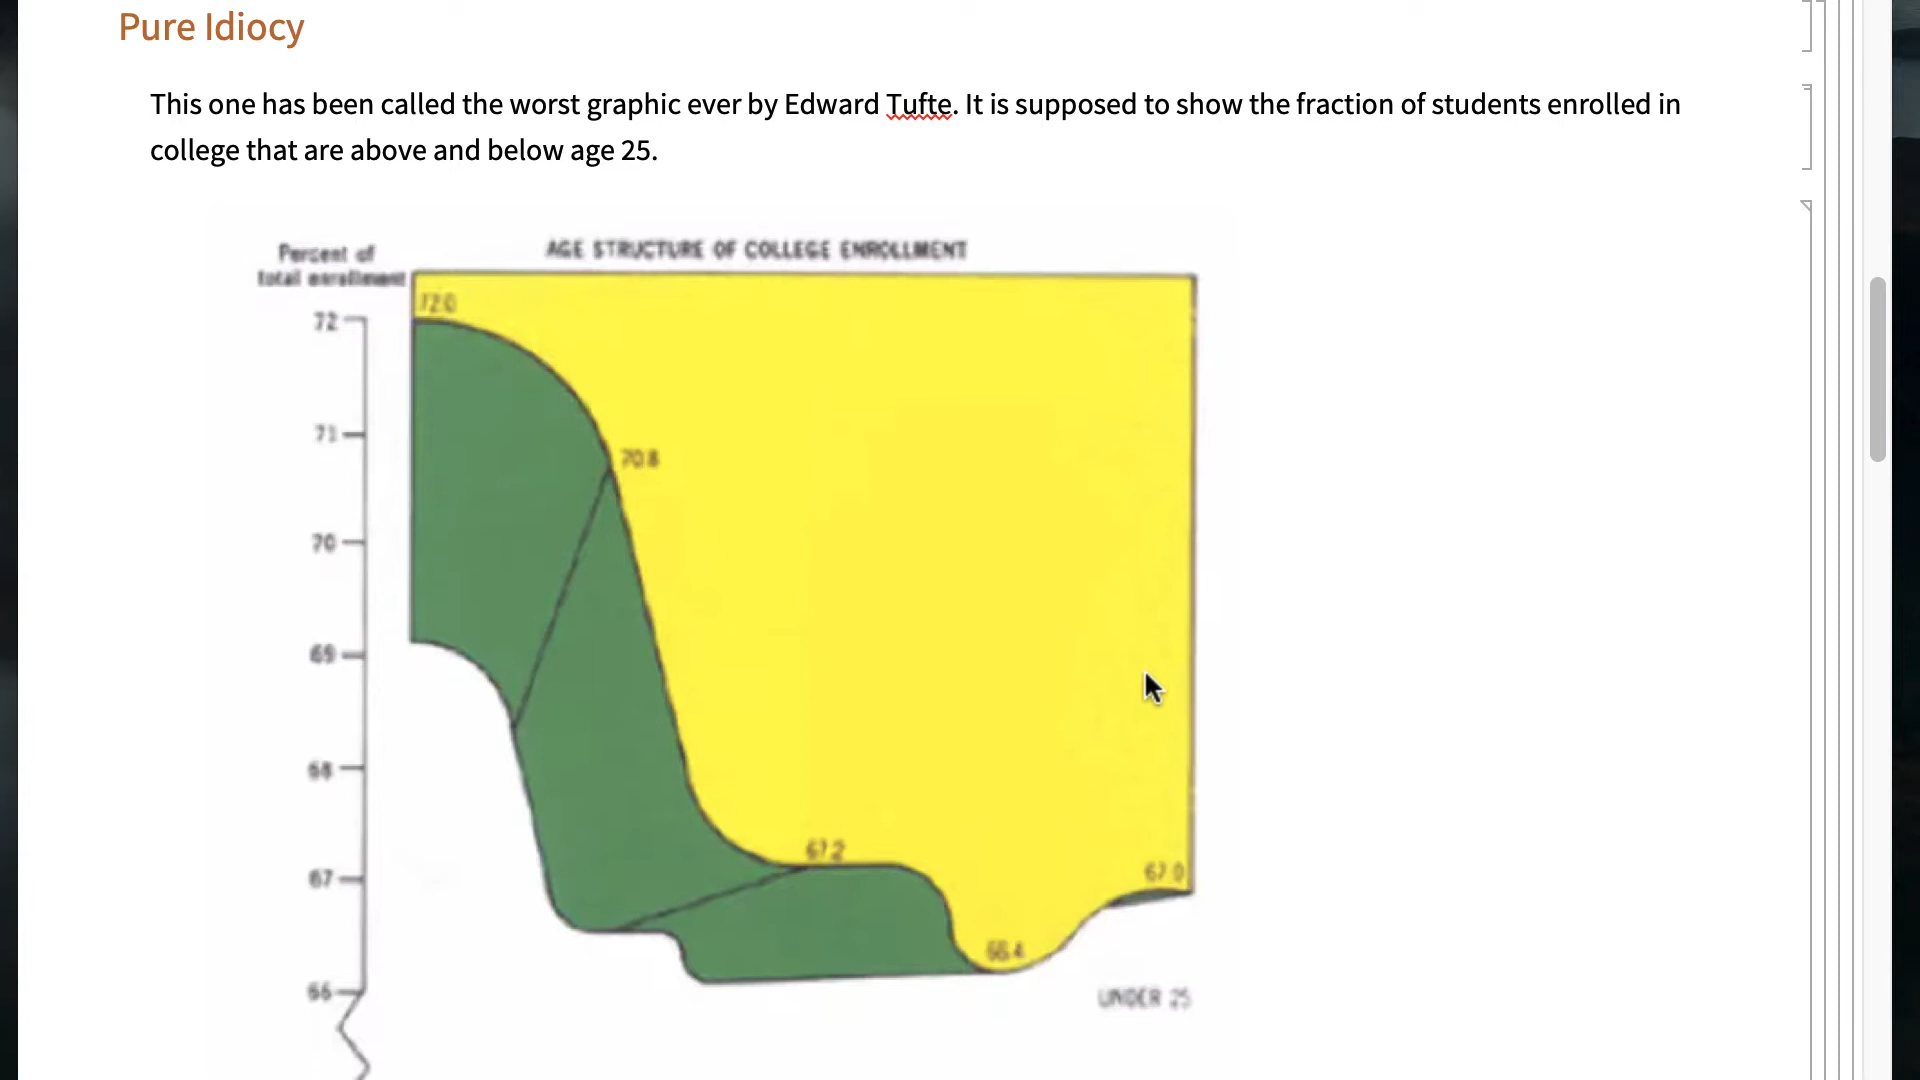 Pure Idiocy
This one has been called the worst graphic ever by Edward Tufte. It is supposed to show the fraction of students enrolled in
college that are above and below age 25.
AGE STRUCTURE OF COLLEGE ENROLLMENT
Percent of
total enrollment
72.0
72
71
70.8
70
69
68
67.2
67
67.0
66.4
66
UNDER 25